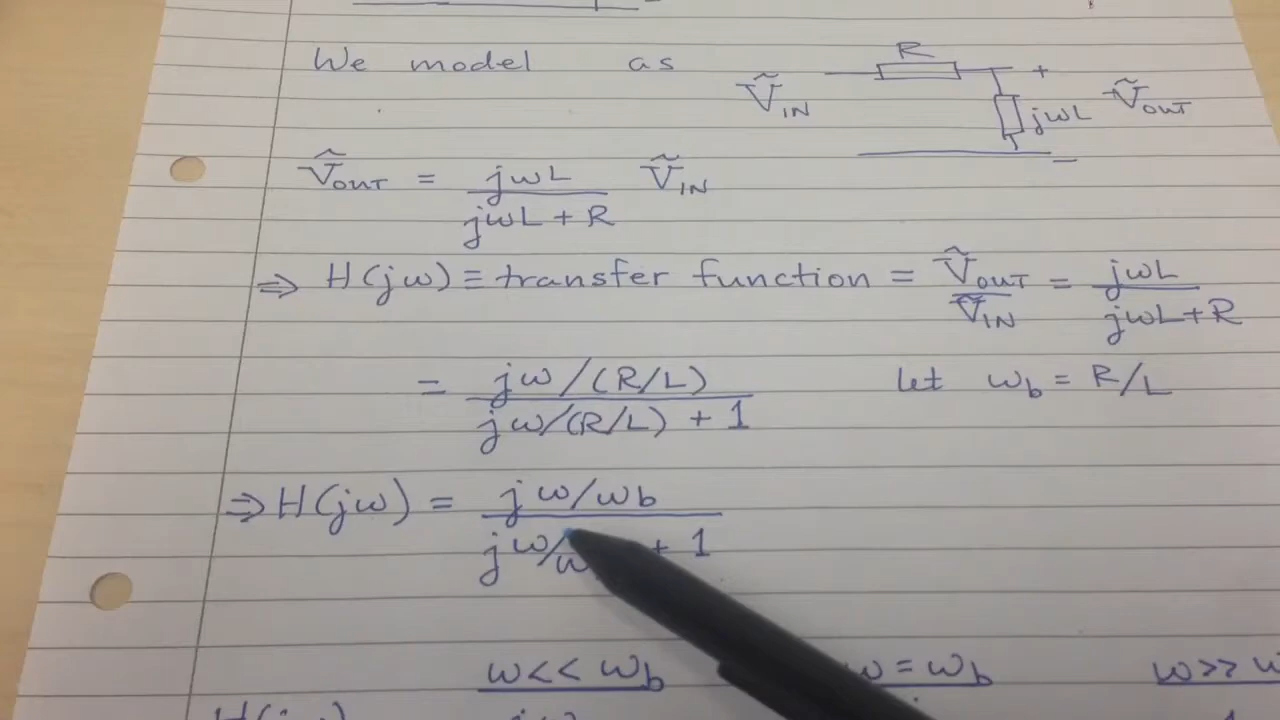 We model as
R
Ṽ_IN
+
jωL
Ṽ_OUT
−
Ṽ_OUT = jωL / (jωL + R) Ṽ_IN
⇒ H(jω) ≡ transfer function = Ṽ_OUT / Ṽ_IN = jωL / (jωL + R)
= (jω/(R/L)) / (jω/(R/L) + 1) let ω_b = R/L
⇒ H(jω) = (jω/ω_b) / (jω/ω + 1)
ω << ω_b ω = ω_b ω >> ω